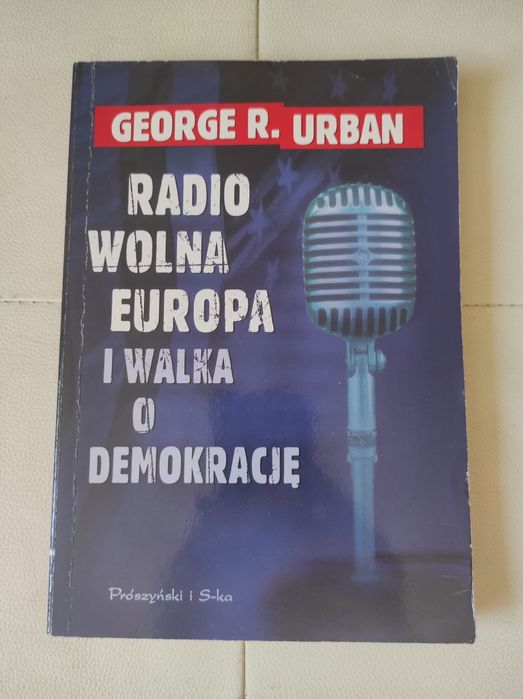 GEORGE R. URBAN
RADIO
WOLNA
EUROPA
I WALKA
O
DEMOKRACJĘ
Prószyński i S-ka